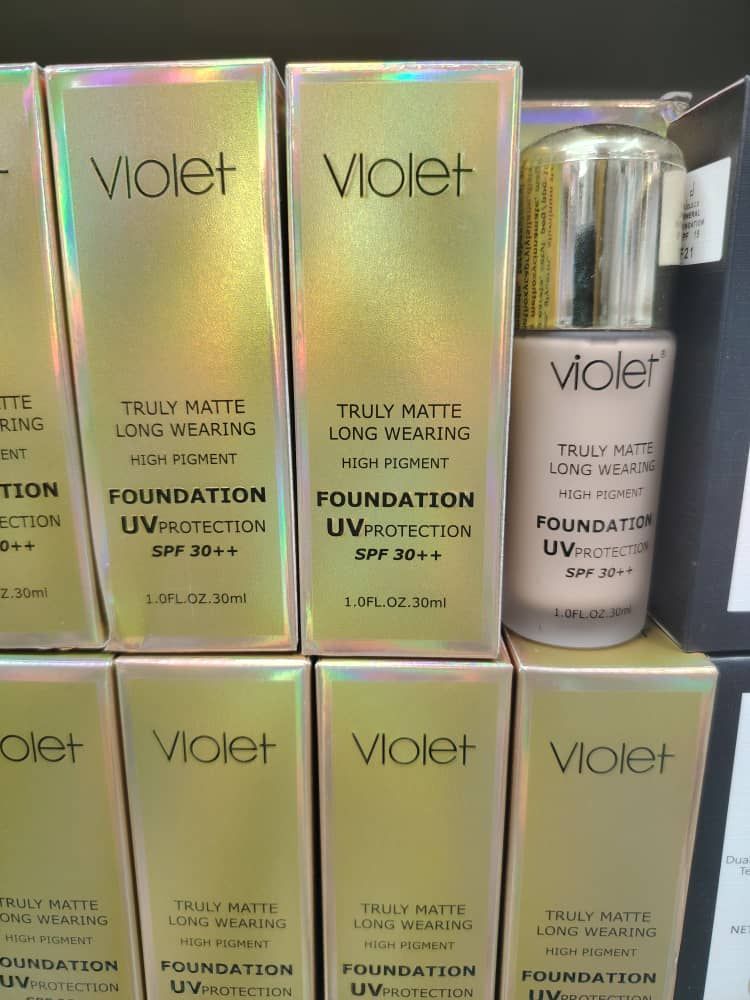 Violet
TRULY MATTE
LONG WEARING
HIGH PIGMENT
FOUNDATION
UV PROTECTION
SPF 30++
1.0FL.OZ.30ml
Violet
TRULY MATTE
LONG WEARING
HIGH PIGMENT
FOUNDATION
UV PROTECTION
SPF 30++
1.0FL.OZ.30ml
violet®
TRULY MATTE
LONG WEARING
HIGH PIGMENT
FOUNDATION
UV PROTECTION
SPF 30++
1.0FL.OZ.30ml
Violet
TRULY MATTE
LONG WEARING
HIGH PIGMENT
FOUNDATION
UV PROTECTION
Violet
TRULY MATTE
LONG WEARING
HIGH PIGMENT
FOUNDATION
UV PROTECTION
Violet
TRULY MATTE
LONG WEARING
HIGH PIGMENT
FOUNDATION
UV PROTECTION